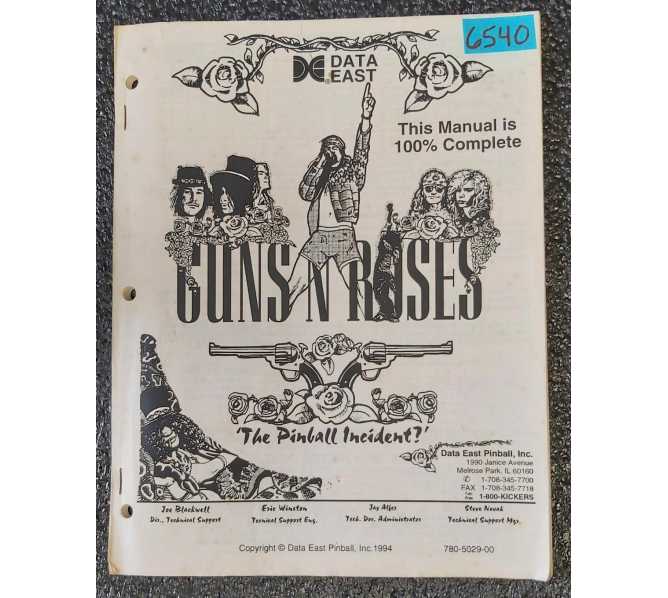 6540
DATA
EAST
®
This Manual is
100% Complete
GUNS N ROSES
'The Pinball Incident?'
Data East Pinball, Inc.
1990 Janice Avenue
Melrose Park, IL 60160
✆ 1-708-345-7700
FAX 1-708-345-7718
1-800-KICKERS
Joe Blackwell
Dir., Technical Support
Eric Winston
Technical Support Eng.
Jay Alfer
Tech. Doc. Administrator
Steve Novak
Technical Support Mgr.
Copyright © Data East Pinball, Inc.1994
780-5029-00